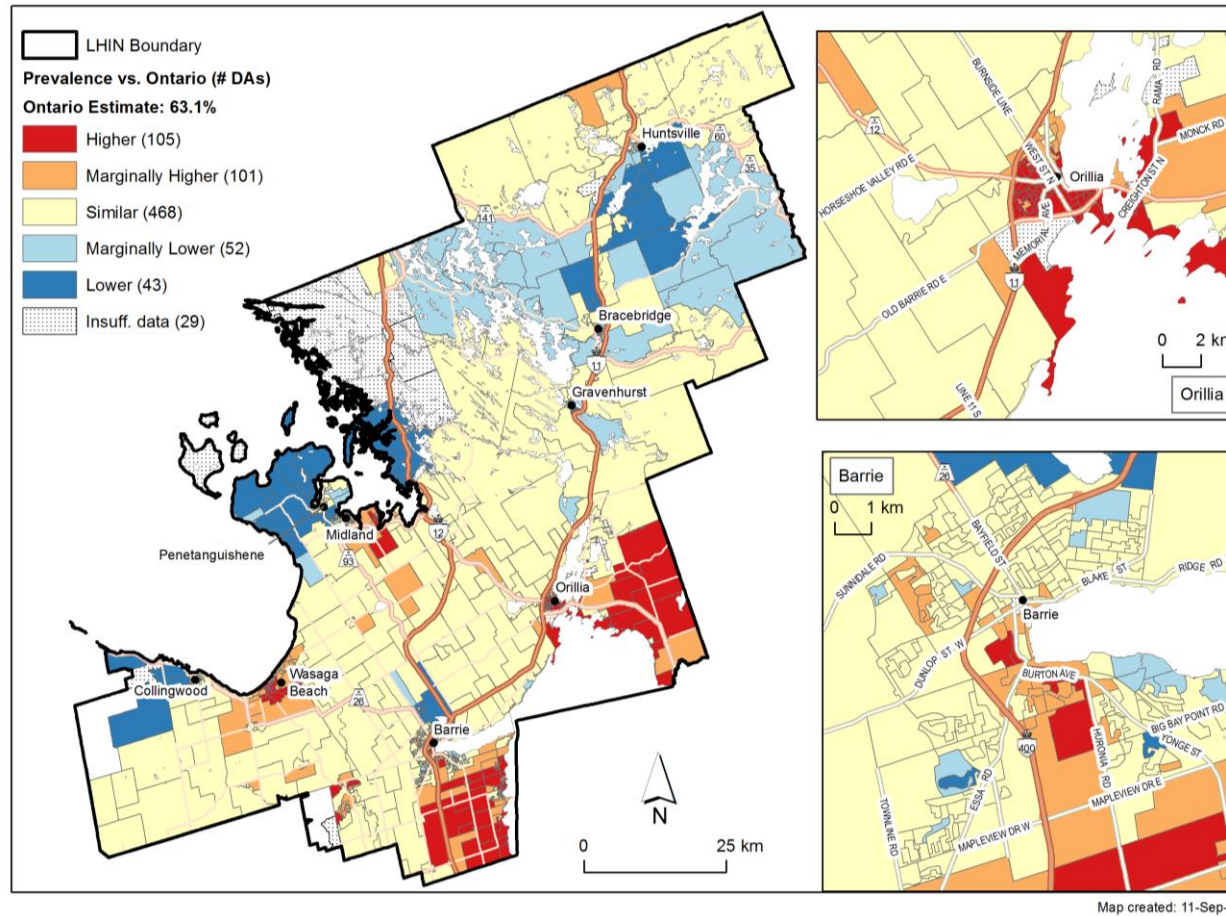 LHIN Boundary
Prevalence vs. Ontario (# DAs)
Ontario Estimate: 63.1%
Higher (105)
Marginally Higher (101)
Similar (468)
Marginally Lower (52)
Lower (43)
Insuff. data (29)
Huntsville
60
35
141
Bracebridge
11
Gravenhurst
Midland
Penetanguishene
12
93
Orillia
Collingwood
Wasaga
Beach
26
Barrie
N
0 25 km
BURNSIDE LINE
RAMA RD
12
MONCK RD
WEST ST N
HORSESHOE VALLEY RD E
Orillia
CREIGHTON ST N
MEMORIAL AVE
OLD BARRIE RD E
11
LINE 11 S
0 2 km
Orillia
Barrie
0 1 km
26
BAYFIELD ST
SUNNIDALE RD
BLAKE ST
RIDGE RD
Barrie
DUNLOP ST W
BURTON AVE
BIG BAY POINT RD
YONGE ST
400
HURONIA RD
ESSA RD
TOWNLINE RD
MAPLEVIEW DR E
MAPLEVIEW DR W
Map created: 11-Sep-